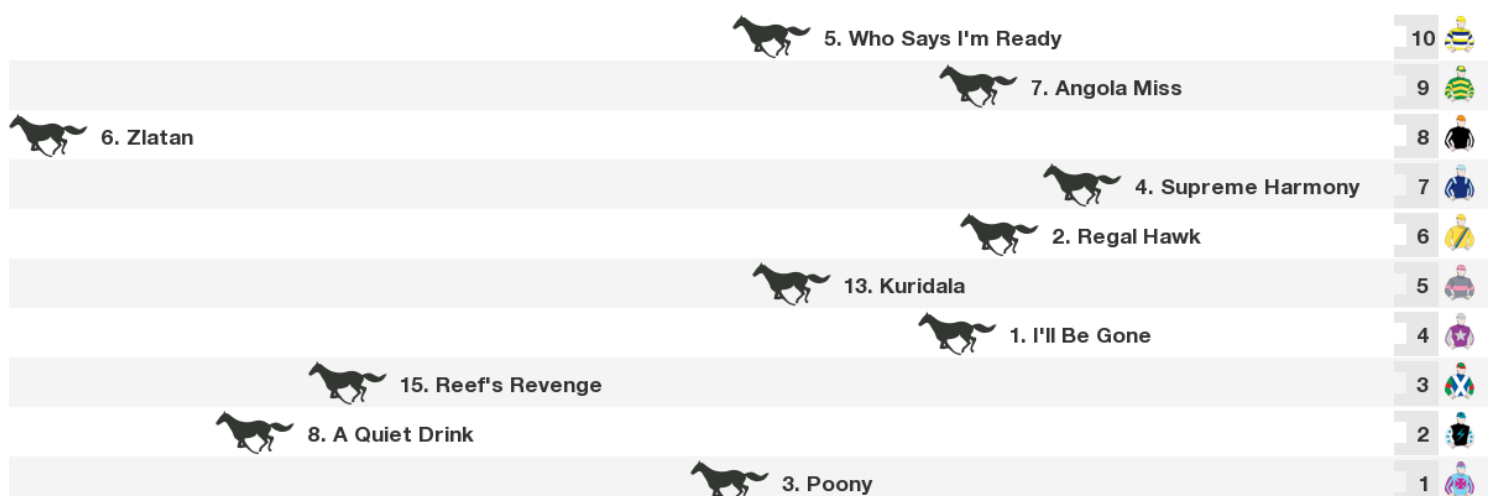 5. Who Says I'm Ready 10
7. Angola Miss 9
6. Zlatan 8
4. Supreme Harmony 7
2. Regal Hawk 6
13. Kuridala 5
1. I'll Be Gone 4
15. Reef's Revenge 3
8. A Quiet Drink 2
3. Poony 1